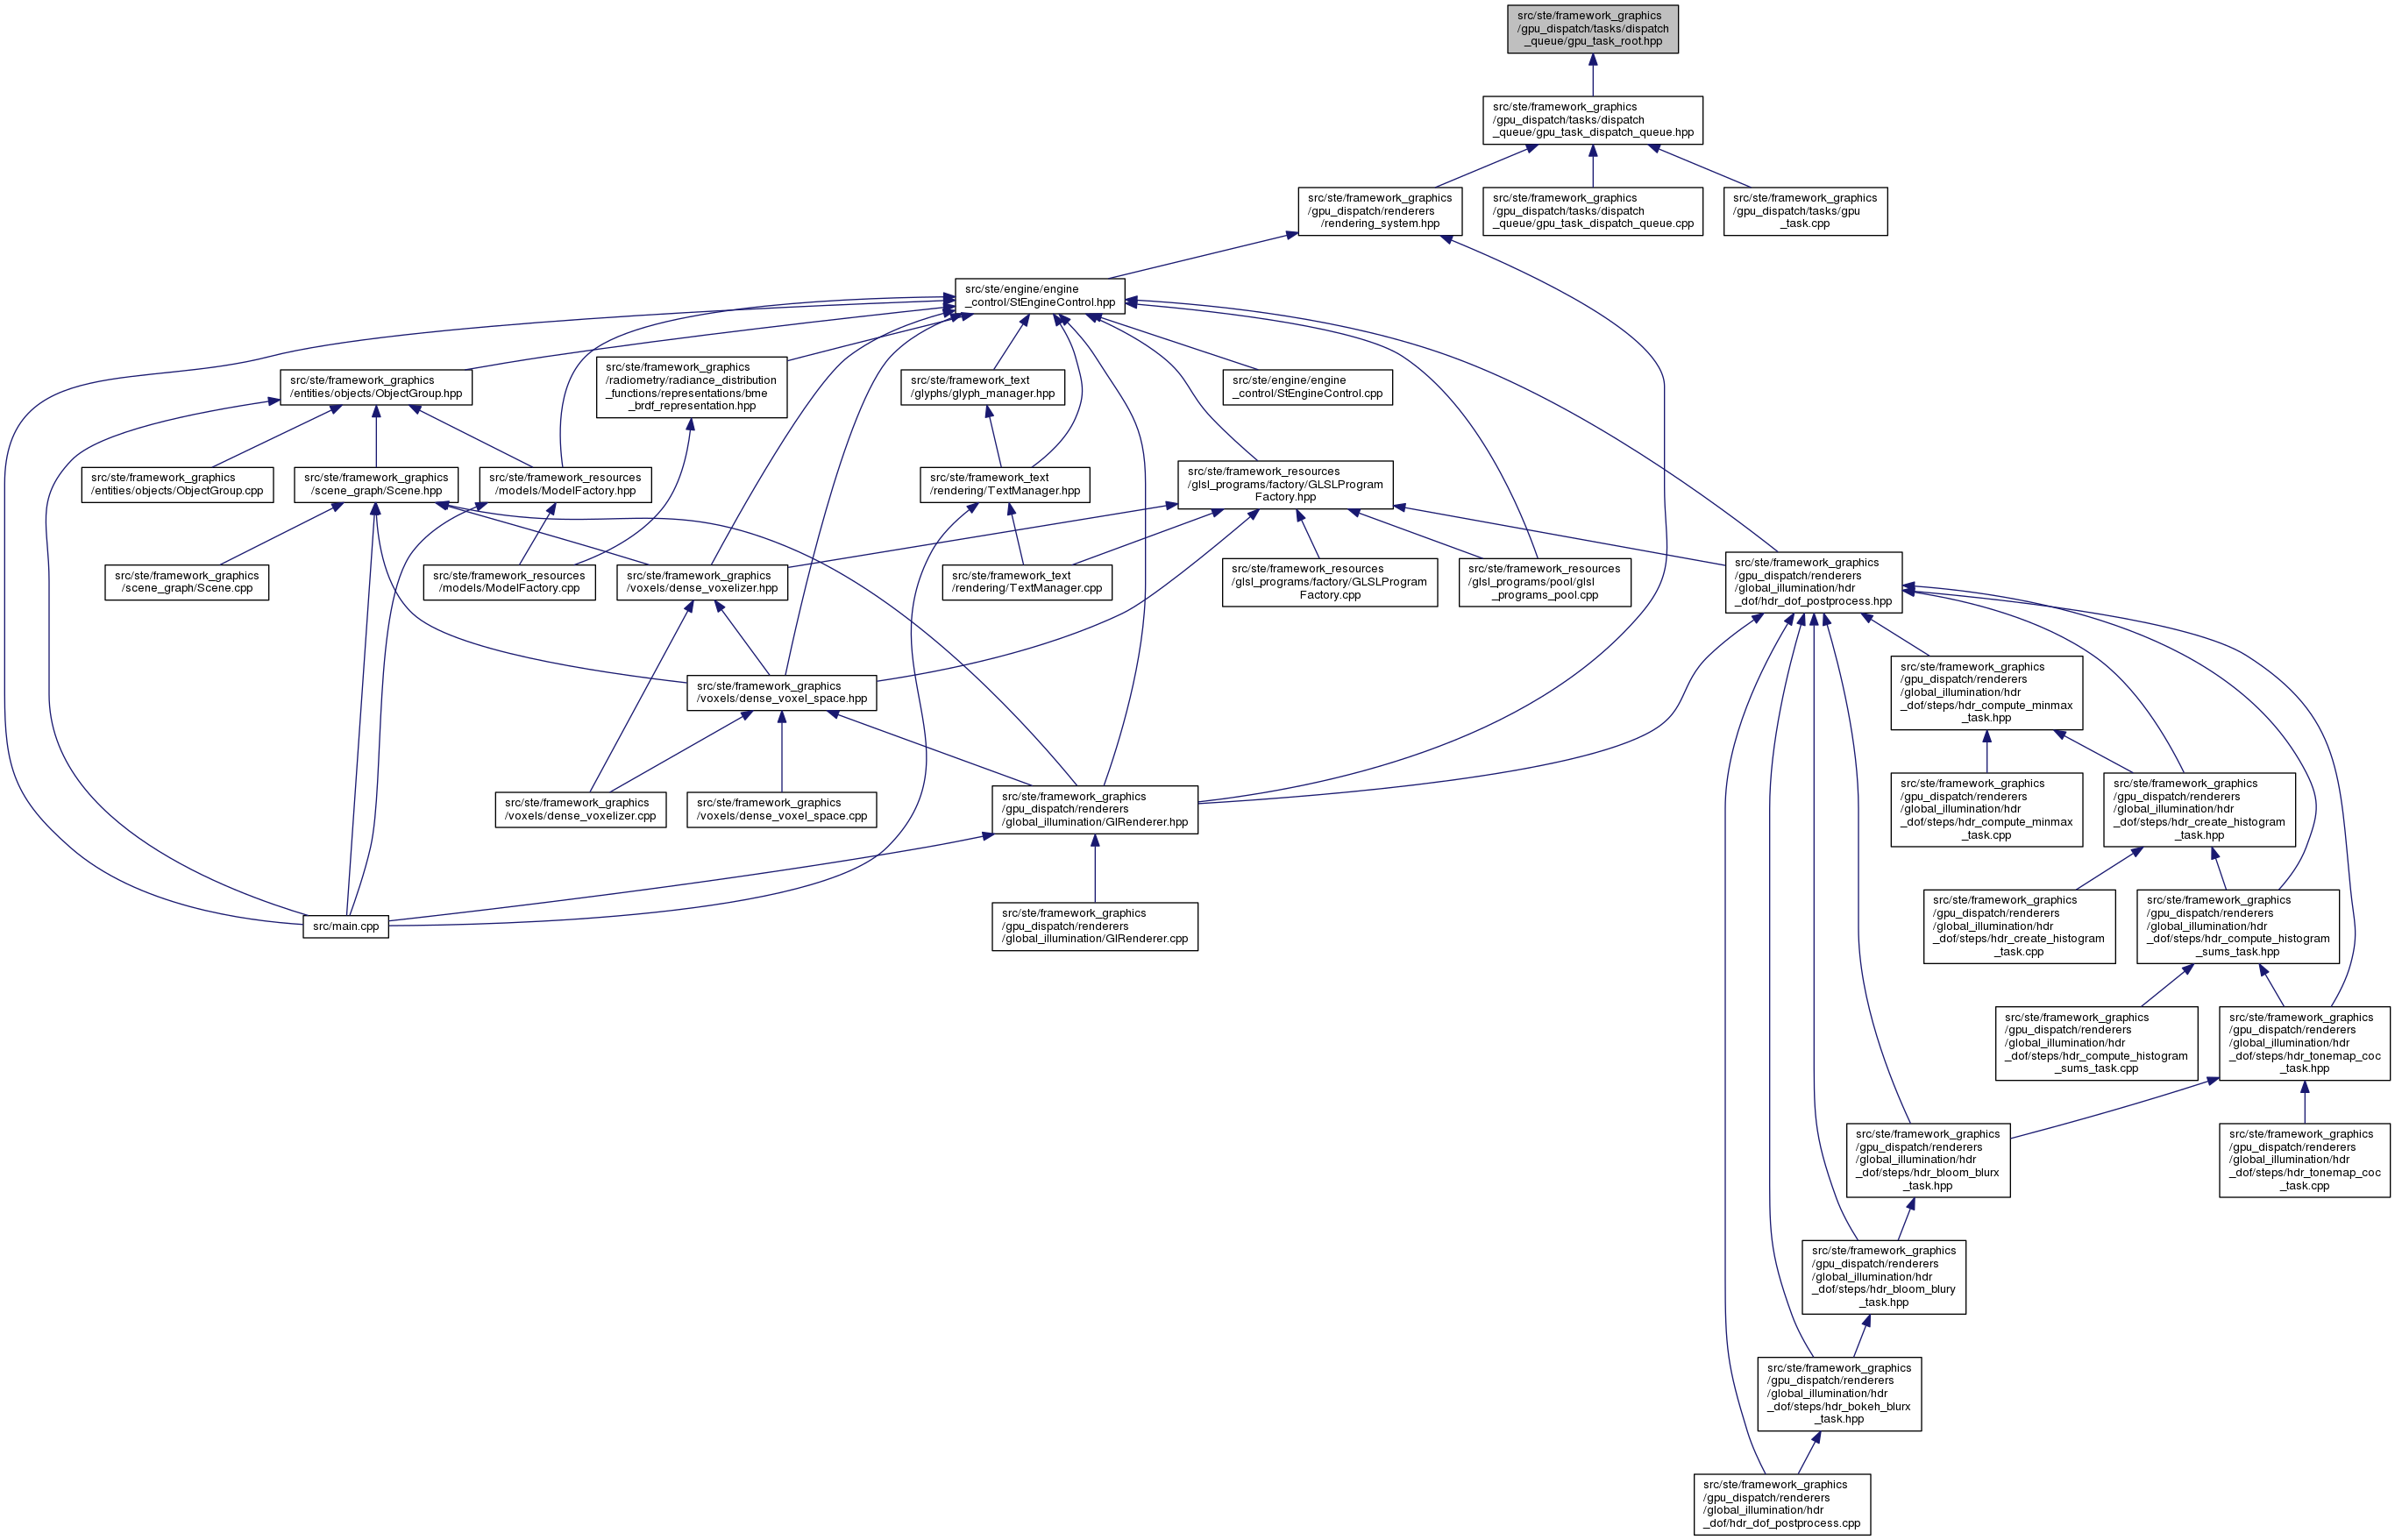 src/ste/framework_graphics
/gpu_dispatch/tasks/dispatch
_queue/gpu_task_root.hpp
src/ste/framework_graphics
/gpu_dispatch/tasks/dispatch
_queue/gpu_task_dispatch_queue.hpp
src/ste/framework_graphics
/gpu_dispatch/renderers
/rendering_system.hpp
src/ste/framework_graphics
/gpu_dispatch/tasks/dispatch
_queue/gpu_task_dispatch_queue.cpp
src/ste/framework_graphics
/gpu_dispatch/tasks/gpu
_task.cpp
src/ste/engine/engine
_control/StEngineControl.hpp
src/ste/framework_graphics
/entities/objects/ObjectGroup.hpp
src/ste/framework_graphics
/radiometry/radiance_distribution
_functions/representations/bme
_brdf_representation.hpp
src/ste/framework_text
/glyphs/glyph_manager.hpp
src/ste/engine/engine
_control/StEngineControl.cpp
src/ste/framework_graphics
/entities/objects/ObjectGroup.cpp
src/ste/framework_graphics
/scene_graph/Scene.hpp
src/ste/framework_resources
/models/ModelFactory.hpp
src/ste/framework_text
/rendering/TextManager.hpp
src/ste/framework_resources
/glsl_programs/factory/GLSLProgram
Factory.hpp
src/ste/framework_graphics
/scene_graph/Scene.cpp
src/ste/framework_resources
/models/ModelFactory.cpp
src/ste/framework_graphics
/voxels/dense_voxelizer.hpp
src/ste/framework_text
/rendering/TextManager.cpp
src/ste/framework_resources
/glsl_programs/factory/GLSLProgram
Factory.cpp
src/ste/framework_resources
/glsl_programs/pool/glsl
_programs_pool.cpp
src/ste/framework_graphics
/gpu_dispatch/renderers
/global_illumination/hdr
_dof/hdr_dof_postprocess.hpp
src/ste/framework_graphics
/voxels/dense_voxel_space.hpp
src/ste/framework_graphics
/gpu_dispatch/renderers
/global_illumination/hdr
_dof/steps/hdr_compute_minmax
_task.hpp
src/ste/framework_graphics
/voxels/dense_voxelizer.cpp
src/ste/framework_graphics
/voxels/dense_voxel_space.cpp
src/ste/framework_graphics
/gpu_dispatch/renderers
/global_illumination/GIRenderer.hpp
src/ste/framework_graphics
/gpu_dispatch/renderers
/global_illumination/hdr
_dof/steps/hdr_compute_minmax
_task.cpp
src/ste/framework_graphics
/gpu_dispatch/renderers
/global_illumination/hdr
_dof/steps/hdr_create_histogram
_task.hpp
src/main.cpp
src/ste/framework_graphics
/gpu_dispatch/renderers
/global_illumination/GIRenderer.cpp
src/ste/framework_graphics
/gpu_dispatch/renderers
/global_illumination/hdr
_dof/steps/hdr_create_histogram
_task.cpp
src/ste/framework_graphics
/gpu_dispatch/renderers
/global_illumination/hdr
_dof/steps/hdr_compute_histogram
_sums_task.hpp
src/ste/framework_graphics
/gpu_dispatch/renderers
/global_illumination/hdr
_dof/steps/hdr_compute_histogram
_sums_task.cpp
src/ste/framework_graphics
/gpu_dispatch/renderers
/global_illumination/hdr
_dof/steps/hdr_tonemap_coc
_task.hpp
src/ste/framework_graphics
/gpu_dispatch/renderers
/global_illumination/hdr
_dof/steps/hdr_bloom_blurx
_task.hpp
src/ste/framework_graphics
/gpu_dispatch/renderers
/global_illumination/hdr
_dof/steps/hdr_tonemap_coc
_task.cpp
src/ste/framework_graphics
/gpu_dispatch/renderers
/global_illumination/hdr
_dof/steps/hdr_bloom_blury
_task.hpp
src/ste/framework_graphics
/gpu_dispatch/renderers
/global_illumination/hdr
_dof/steps/hdr_bokeh_blurx
_task.hpp
src/ste/framework_graphics
/gpu_dispatch/renderers
/global_illumination/hdr
_dof/hdr_dof_postprocess.cpp